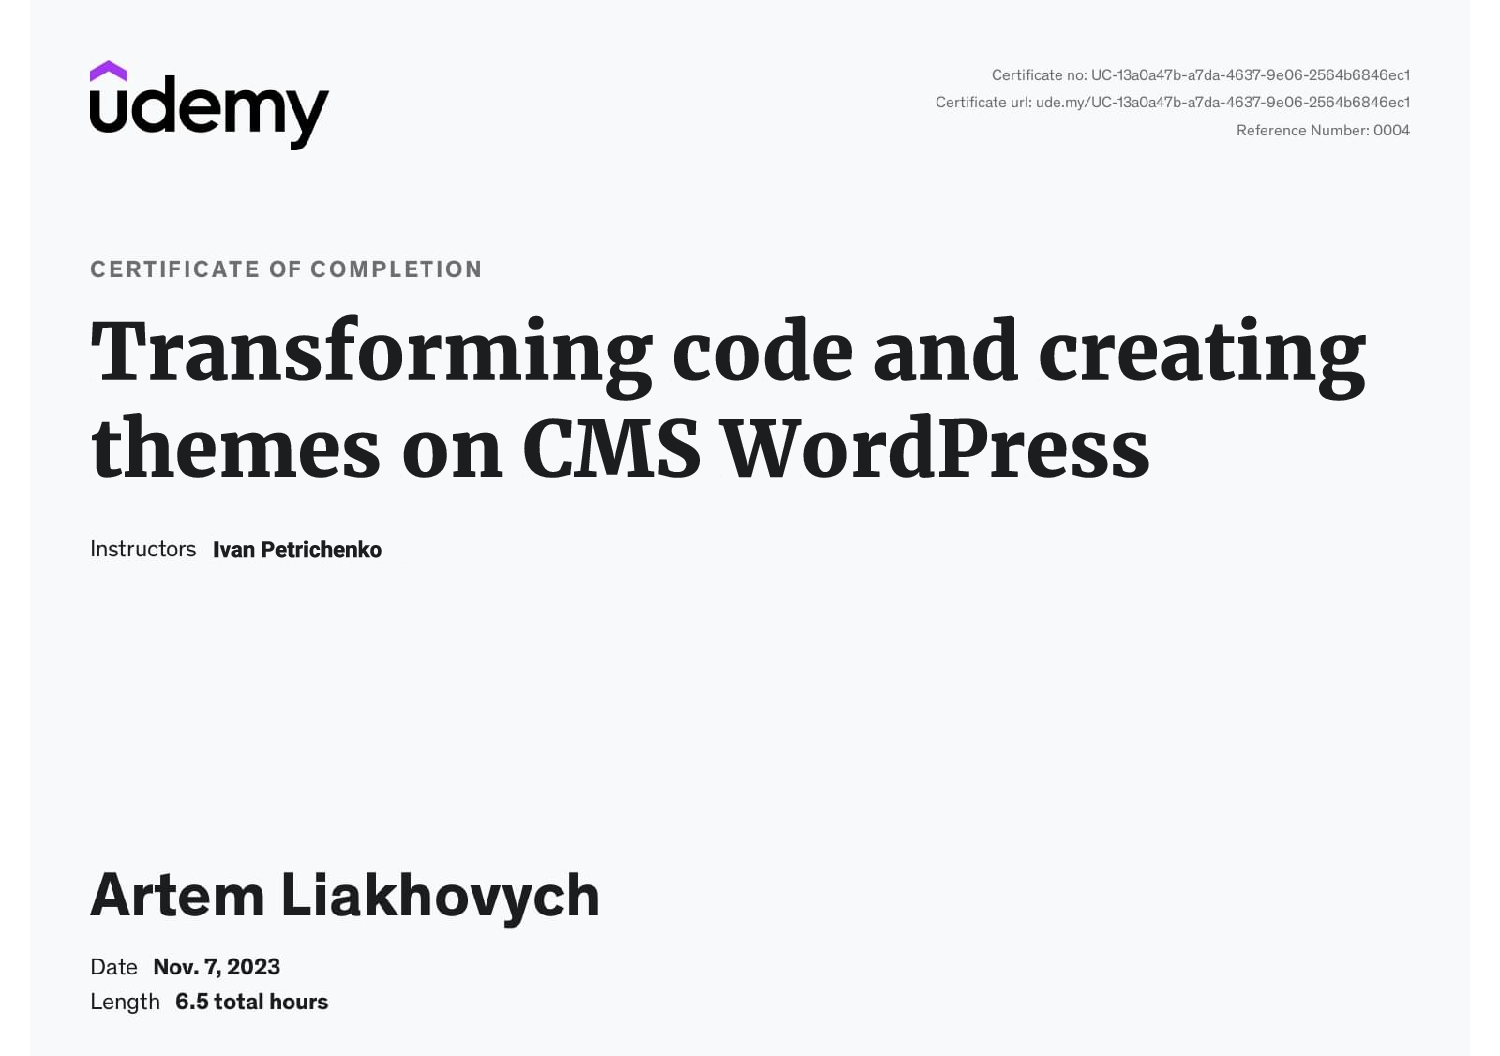 udemy
Certificate no: UC-13a0a47b-a7da-4637-9e06-2564b6846ec1
Certificate url: ude.my/UC-13a0a47b-a7da-4637-9e06-2564b6846ec1
Reference Number: 0004
CERTIFICATE OF COMPLETION
Transforming code and creating
themes on CMS WordPress
Instructors Ivan Petrichenko
Artem Liakhovych
Date Nov. 7, 2023
Length 6.5 total hours